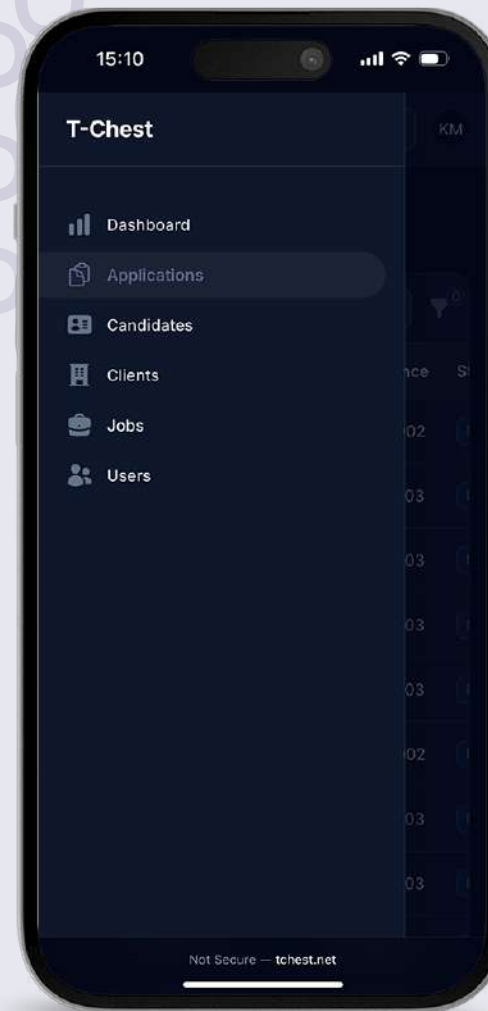 15:10
T-Chest
KM
Dashboard
Applications
Candidates
Clients
Jobs
Users
02
03
03
03
03
02
03
03
Not Secure — tchest.net